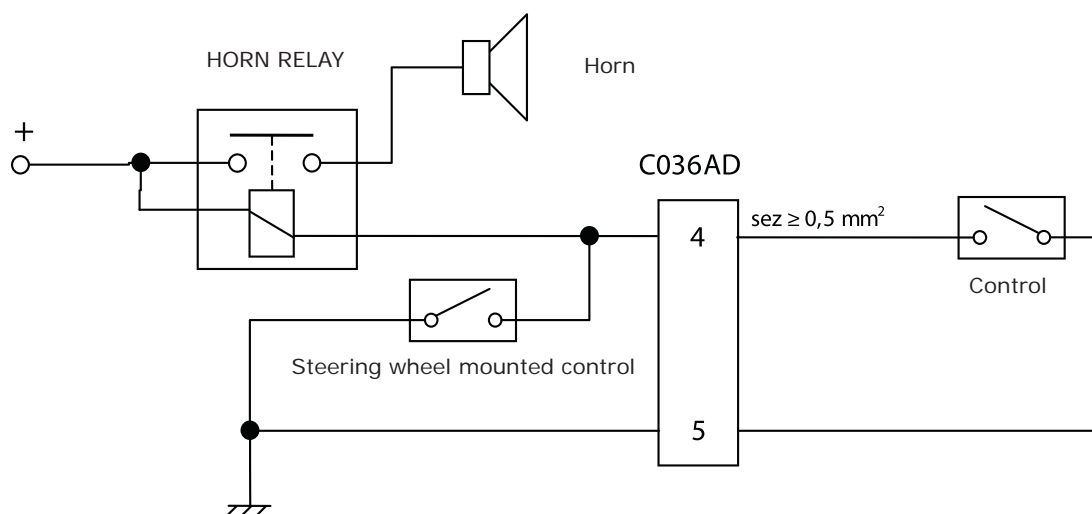 HORN RELAY
Horn
+
C036AD
4
sez ≥ 0,5 mm²
Control
Steering wheel mounted control
5